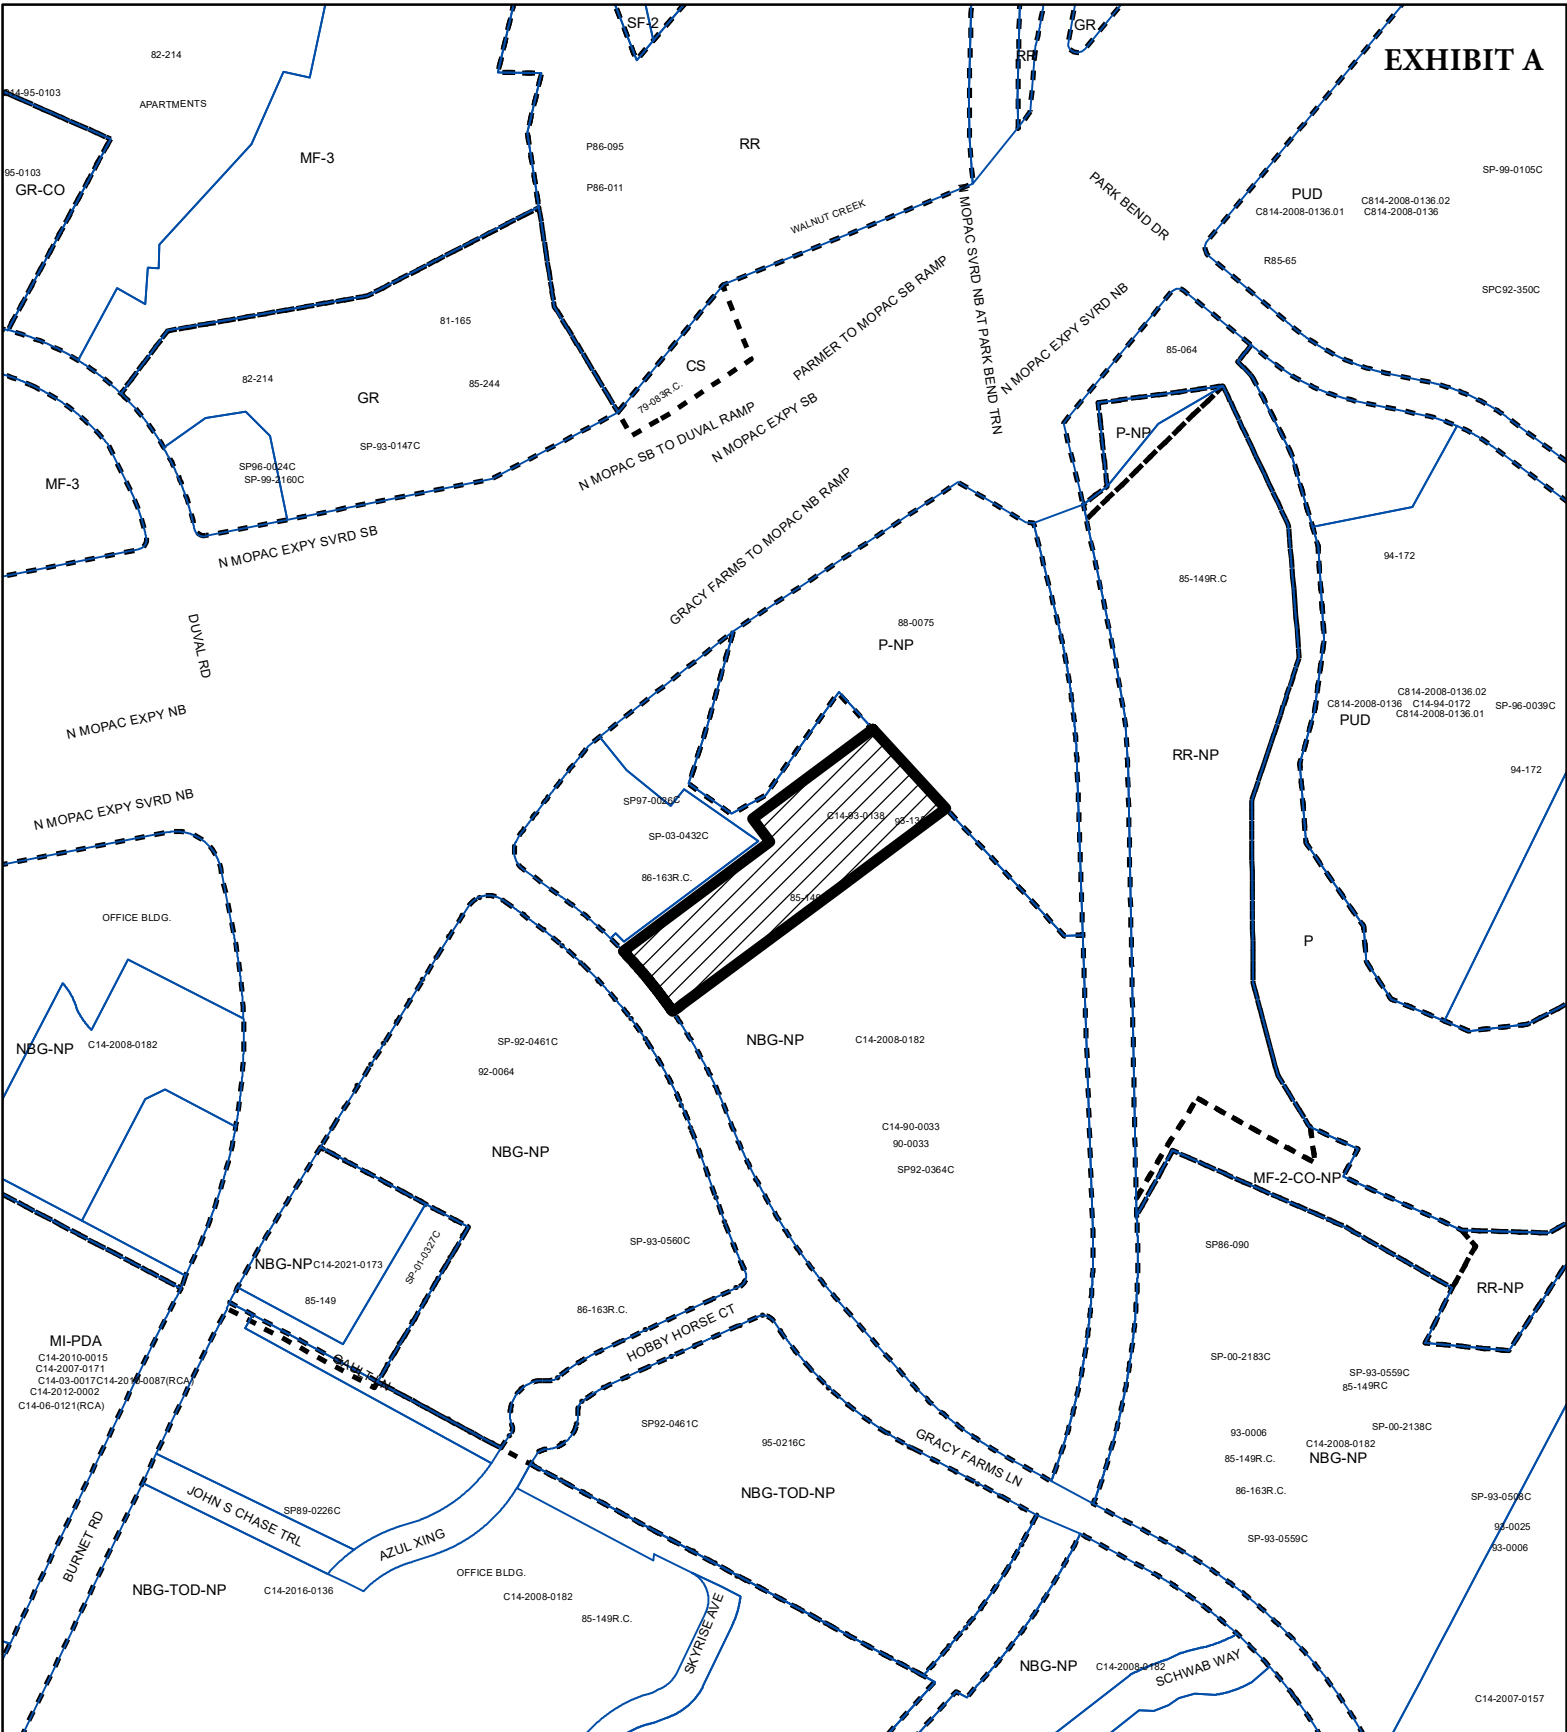 EXHIBIT A
SF-2
GR
RR
82-214
APARTMENTS
MF-3
95-0103
GR-CO
P86-095
P86-011
RR
WALNUT CREEK
PARK BEND DR
SP-99-0105C
PUD
C814-2008-0136.02
C814-2008-0136.01
C814-2008-0136
R85-65
SPC92-350C
N MOPAC SVRD NB AT PARK BEND TRN
N MOPAC EXPY SVRD NB
PARMER TO MOPAC SB RAMP
81-165
82-214
85-244
GR
SP-93-0147C
CS
79-083R.C.
85-064
P-NP
N MOPAC SB TO DUVAL RAMP
N MOPAC EXPY SB
SP96-0024C
SP-99-2160C
MF-3
N MOPAC EXPY SVRD SB
GRACY FARMS TO MOPAC NB RAMP
DUVAL RD
94-172
85-149R.C
88-0075
P-NP
N MOPAC EXPY NB
C814-2008-0136.02
C814-2008-0136
C14-94-0172
SP-96-0039C
C814-2008-0136.01
PUD
RR-NP
94-172
N MOPAC EXPY SVRD NB
SP97-0026C
SP-03-0432C
C14-93-0138
86-163R.C.
OFFICE BLDG.
P
NBG-NP
C14-2008-0182
SP-92-0461C
92-0064
NBG-NP
C14-2008-0182
C14-90-0033
90-0033
SP92-0364C
NBG-NP
MF-2-CO-NP
SP-93-0560C
SP86-090
NBG-NP
C14-2021-0173
SP-01-0327C
85-149
RR-NP
86-163R.C.
HOBBY HORSE CT
MI-PDA
C14-2010-0015
C14-2007-0171
C14-03-0017
C14-2012-0002
C14-06-0121(RCA)
SP-00-2183C
SP-93-0559C
85-149RC
SP92-0461C
95-0216C
GRACY FARMS LN
93-0006
SP-00-2138C
C14-2008-0182
85-149R.C.
NBG-NP
86-163R.C.
NBG-TOD-NP
SP-93-0508C
JOHN S CHASE TRL
SP89-0226C
AZUL XING
BURNET RD
93-0025
93-0006
SP-93-0559C
OFFICE BLDG.
NBG-TOD-NP
C14-2016-0136
C14-2008-0182
85-149R.C.
SKYRISE AVE
NBG-NP
C14-2008-0182
SCHWAB WAY
C14-2007-0157